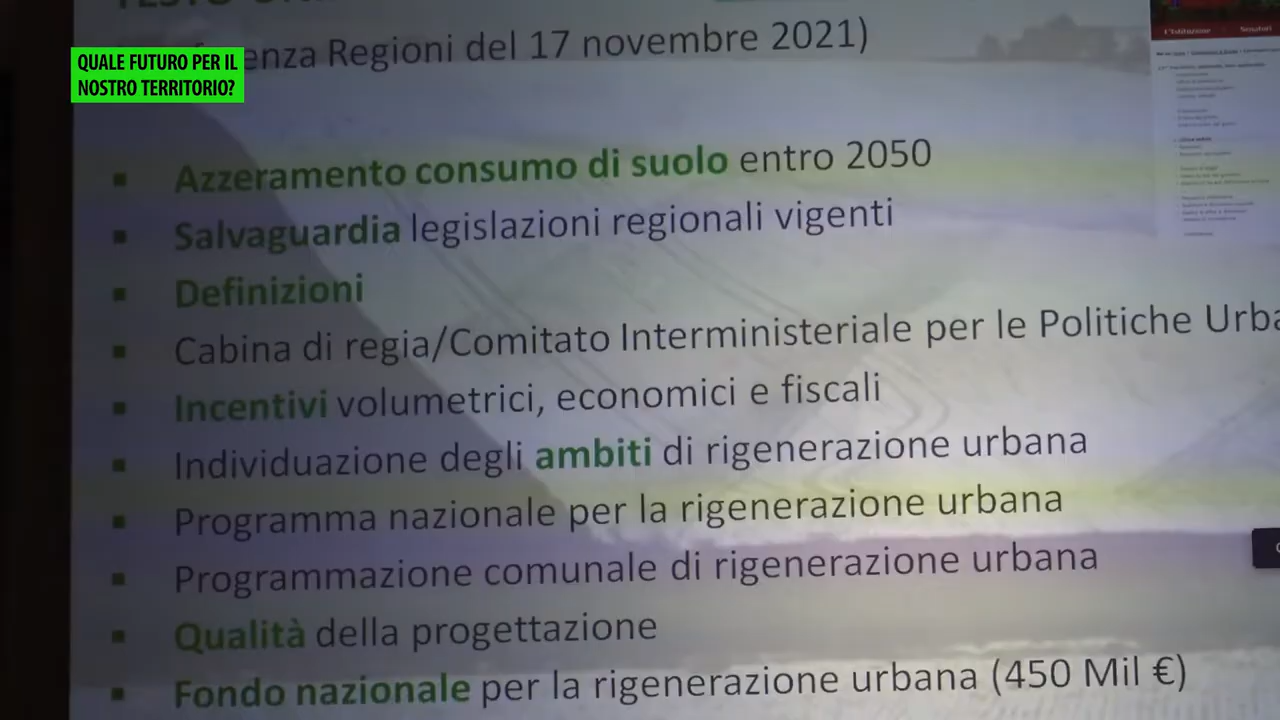 QUALE FUTURO PER IL
NOSTRO TERRITORIO?
enza Regioni del 17 novembre 2021)
L'Istituzione Senatori
Azzeramento consumo di suolo entro 2050
Salvaguardia legislazioni regionali vigenti
Definizioni
Cabina di regia/Comitato Interministeriale per le Politiche Urba
Incentivi volumetrici, economici e fiscali
Individuazione degli ambiti di rigenerazione urbana
Programma nazionale per la rigenerazione urbana
Programmazione comunale di rigenerazione urbana
Qualità della progettazione
Fondo nazionale per la rigenerazione urbana (450 Mil €)